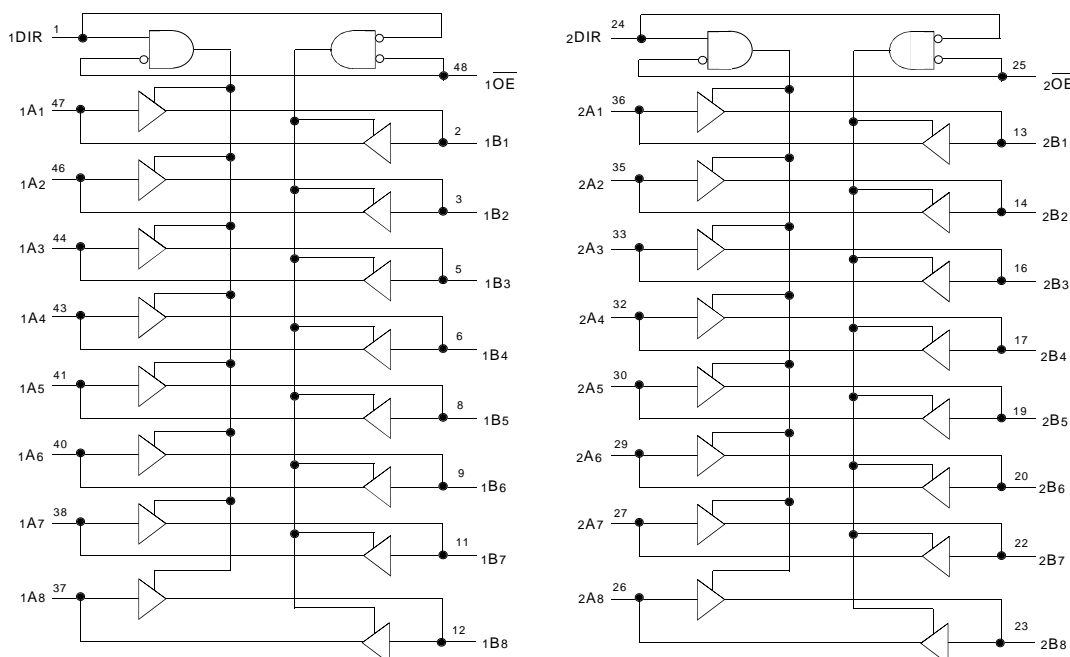 1DIR 1
48 1OE
1A1 47
2 1B1
1A2 46
3 1B2
1A3 44
5 1B3
1A4 43
6 1B4
1A5 41
8 1B5
1A6 40
9 1B6
1A7 38
11 1B7
1A8 37
12 1B8
2DIR 24
25 2OE
2A1 36
13 2B1
2A2 35
14 2B2
2A3 33
16 2B3
2A4 32
17 2B4
2A5 30
19 2B5
2A6 29
20 2B6
2A7 27
22 2B7
2A8 26
23 2B8